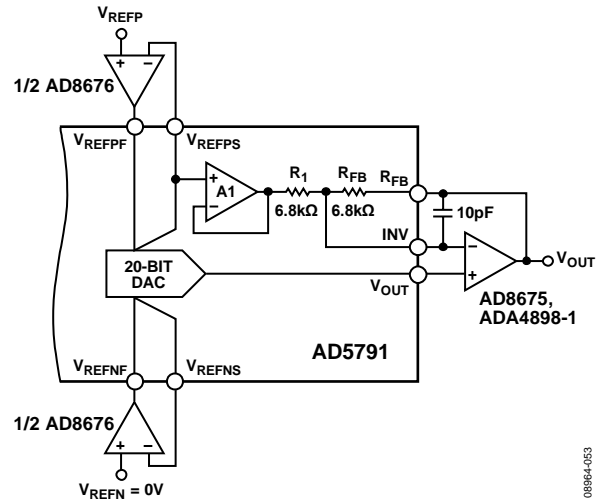 VREFP
1/2 AD8676
+ −
VREFPF
VREFPS
+
A1
−
R1
6.8kΩ
RFB
6.8kΩ
RFB
10pF
INV
−
+
VOUT
20-BIT
DAC
VOUT
AD8675,
ADA4898-1
AD5791
VREFNF
VREFNS
1/2 AD8676
+ −
VREFN = 0V
08964-053